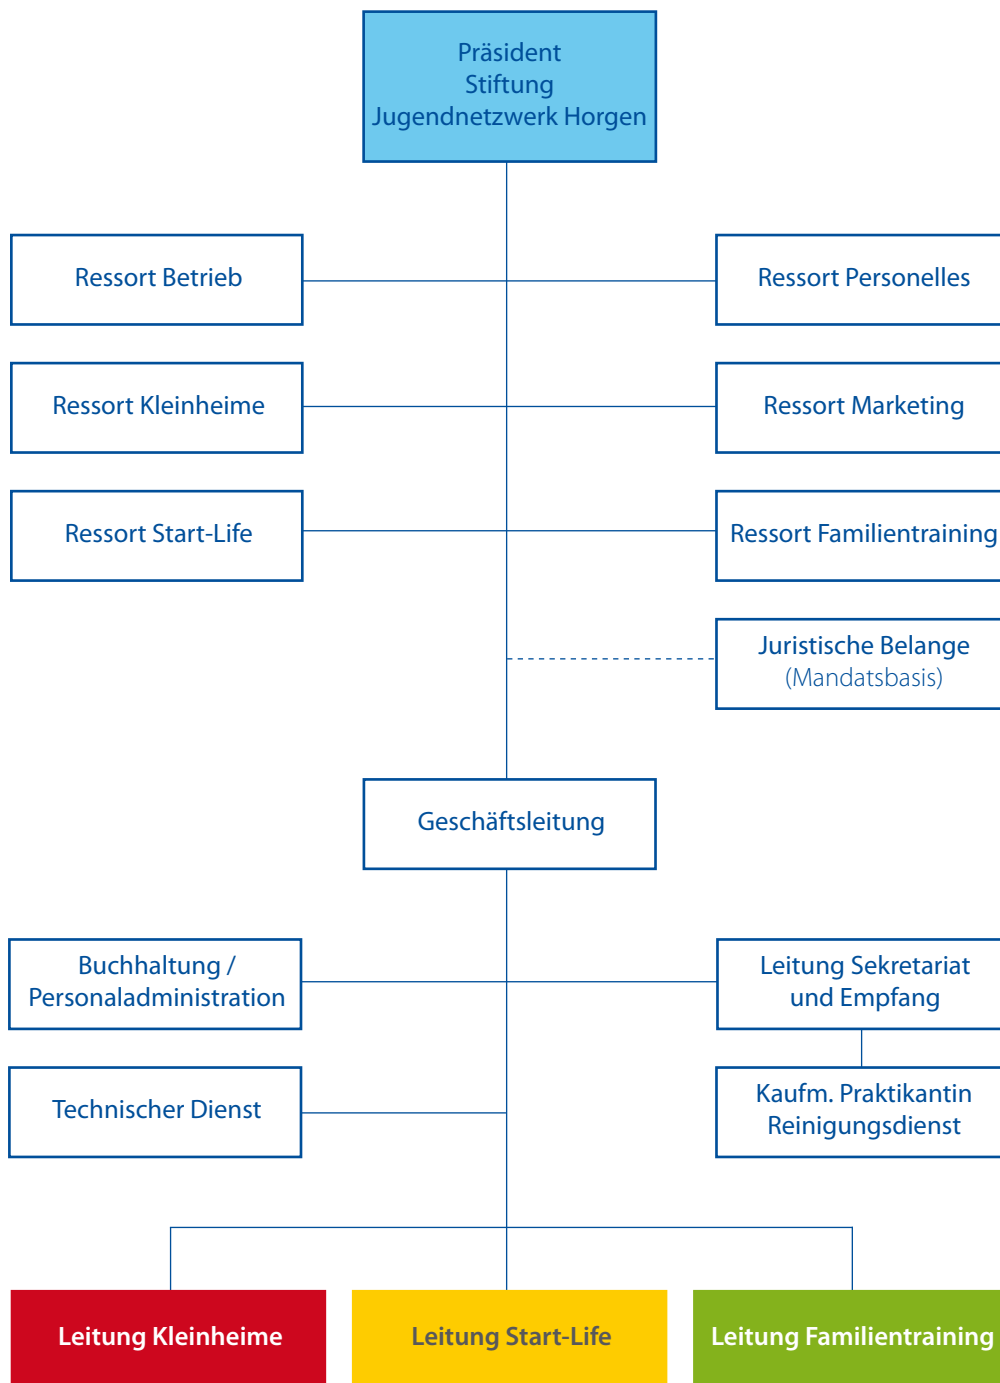 Präsident
Stiftung
Jugendnetzwerk Horgen
Ressort Betrieb
Ressort Personelles
Ressort Kleinheime
Ressort Marketing
Ressort Start-Life
Ressort Familientraining
Juristische Belange
(Mandatsbasis)
Geschäftsleitung
Buchhaltung /
Personaladministration
Leitung Sekretariat
und Empfang
Technischer Dienst
Kaufm. Praktikantin
Reinigungsdienst
Leitung Kleinheime
Leitung Start-Life
Leitung Familientraining